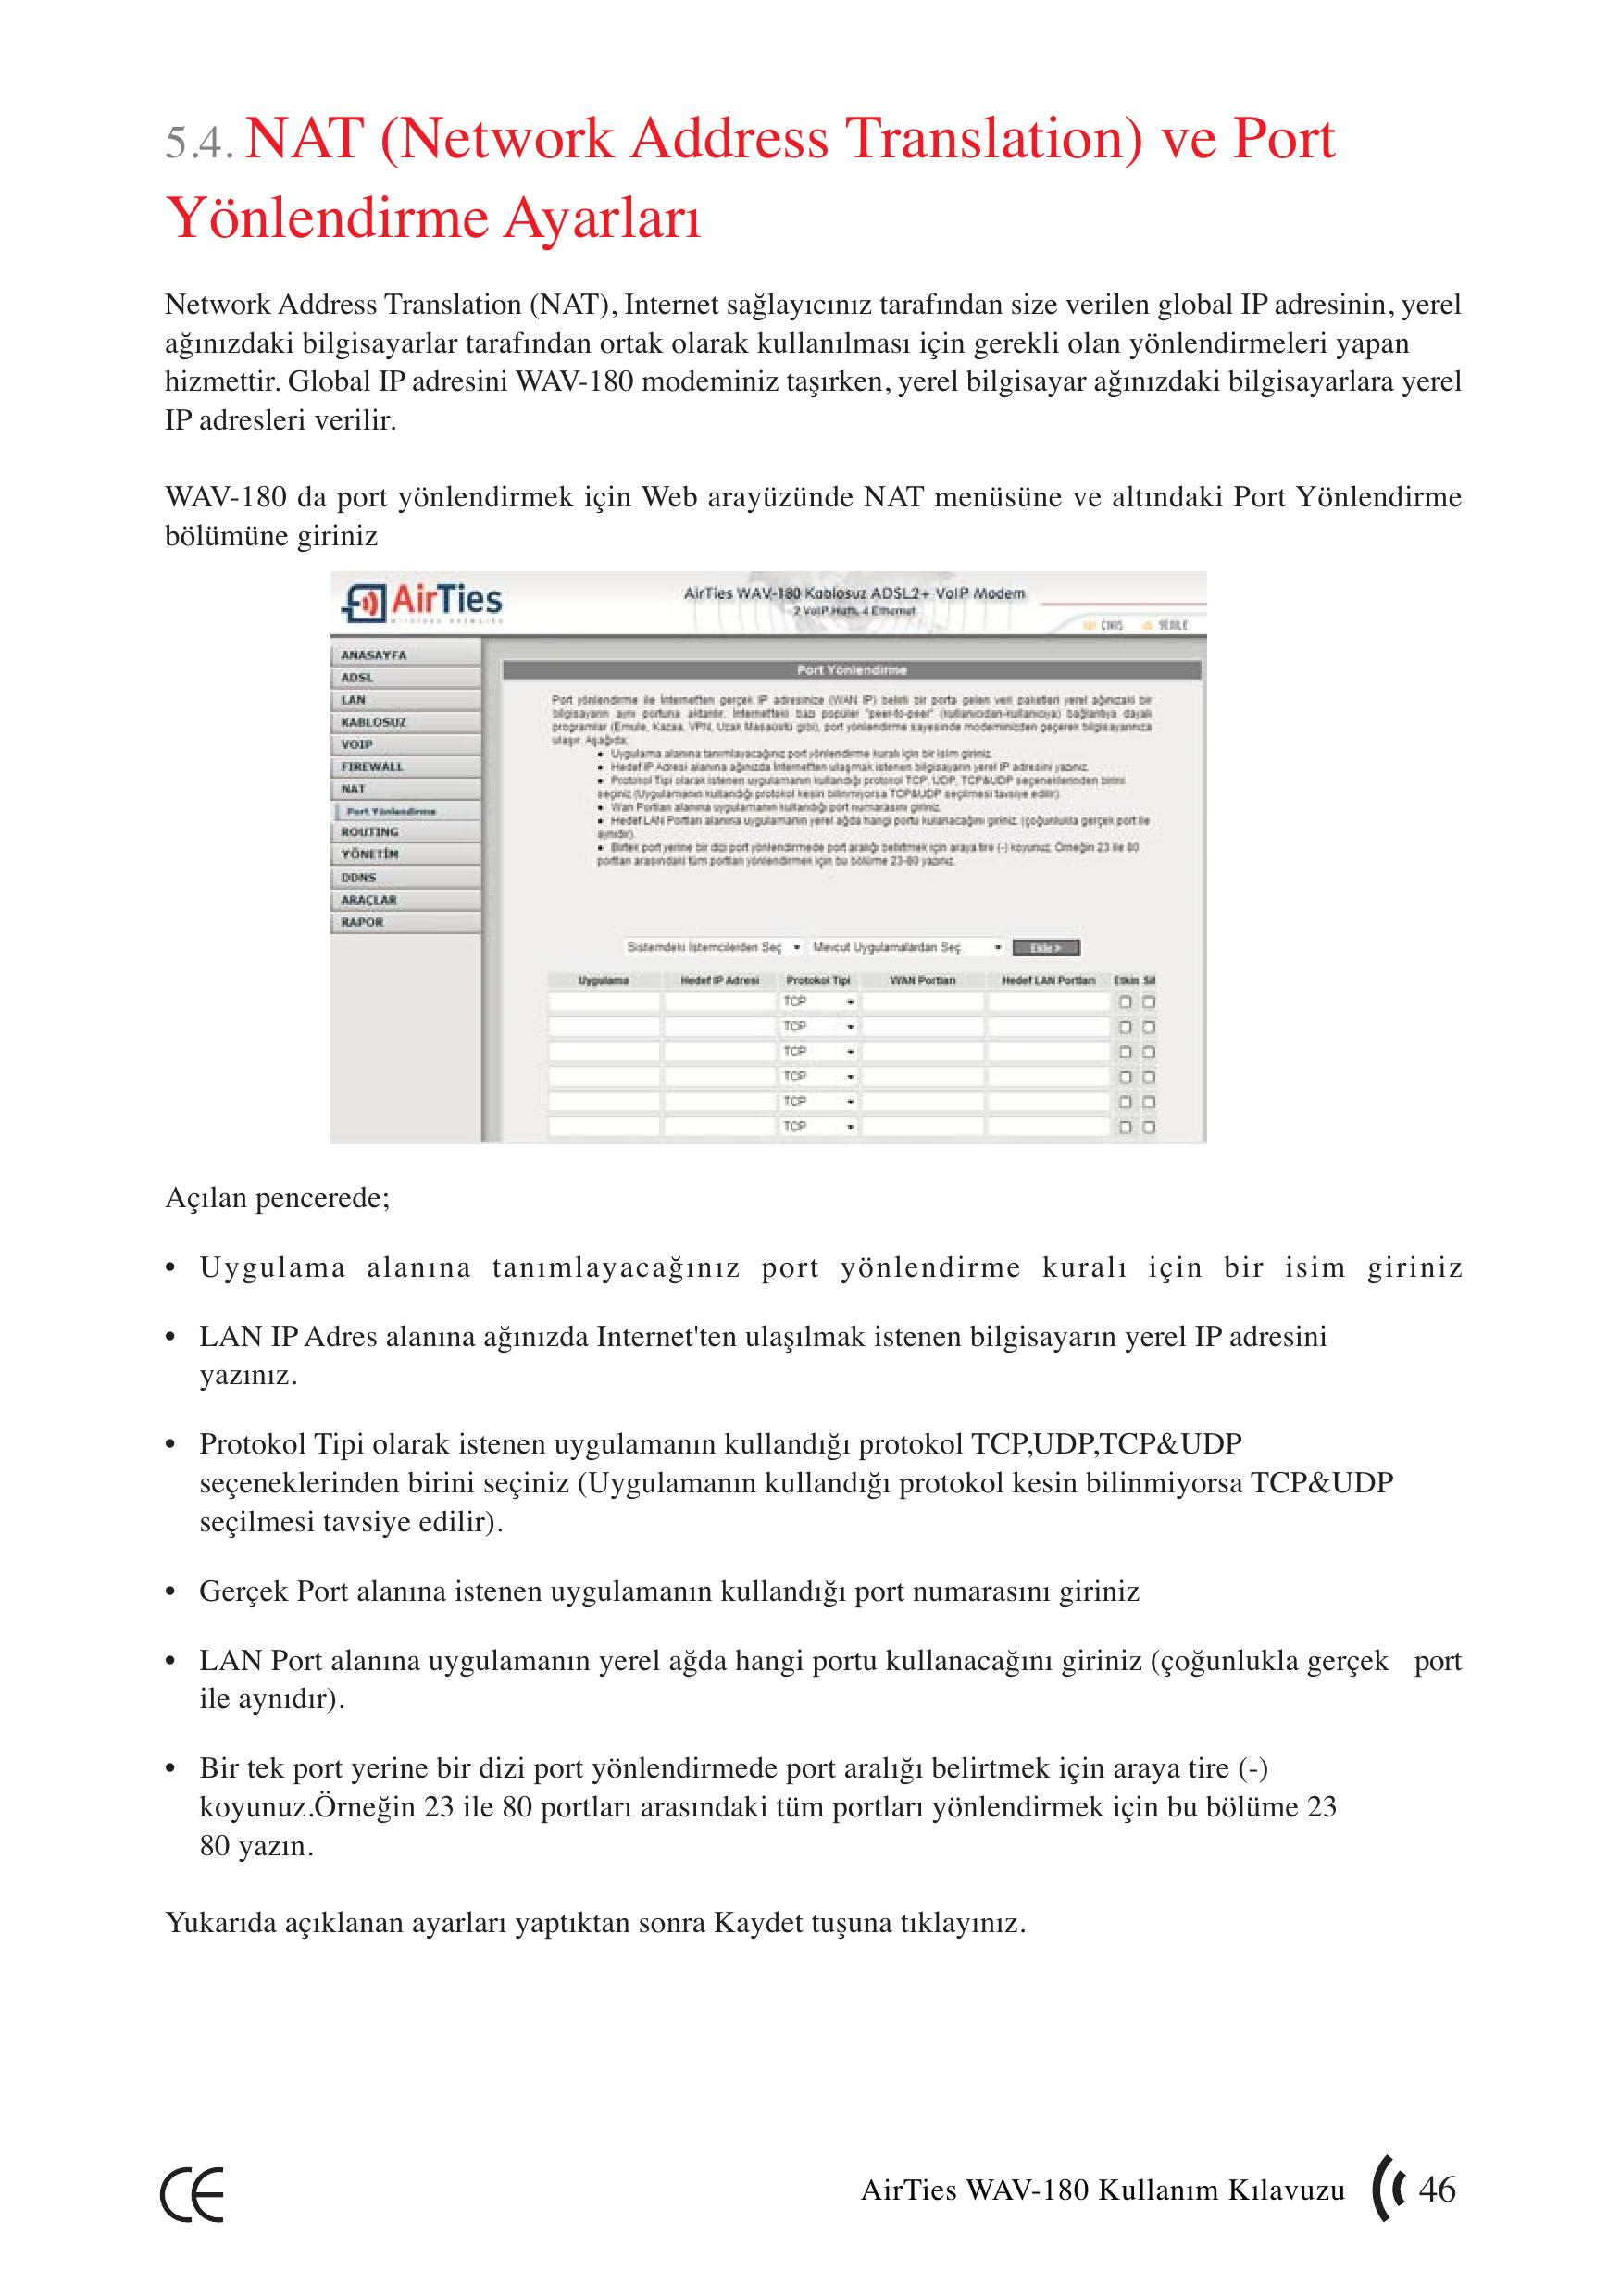 5.4. NAT (Network Address Translation) ve Port
Yönlendirme Ayarları
Network Address Translation (NAT), Internet sağlayıcınız tarafından size verilen global IP adresinin, yerel
ağınızdaki bilgisayarlar tarafından ortak olarak kullanılması için gerekli olan yönlendirmeleri yapan
hizmettir. Global IP adresini WAV-180 modeminiz taşırken, yerel bilgisayar ağınızdaki bilgisayarlara yerel
IP adresleri verilir.
WAV-180 da port yönlendirmek için Web arayüzünde NAT menüsüne ve altındaki Port Yönlendirme
bölümüne giriniz
AirTies
AirTies WAV-180 Kablosuz ADSL2+ VoIP Modem
2 VoIP Hattı, 4 Ethernet
ÇIKIŞ YENİLE
ANASAYFA
ADSL
LAN
KABLOSUZ
VOIP
FIREWALL
NAT
Port Yönlendirme
ROUTING
YÖNETİM
DDNS
ARAÇLAR
RAPOR
Port Yönlendirme
Port yönlendirme ile İnternetten gerçek IP adresinize (WAN IP) belirli bir porta gelen veri paketleri yerel ağınızaki bir
bilgisayarın aynı portuna aktarılır. İnternetteki bazı popüler "peer-to-peer" (kullanıcıdan-kullanıcıya) bağlantıya dayalı
programlar (Emule, Kazaa, VPN, Uzak Masaüstü gibi), port yönlendirme sayesinde modeminizden geçerek bilgisayarınıza
ulaşır. Aşağıda:
• Uygulama alanına tanımlayacağınız port yönlendirme kuralı için bir isim giriniz.
• Hedef IP Adresi alanına ağınızda İnternetten ulaşmak istenen bilgisayarın yerel IP adresini yazınız.
• Protokol Tipi olarak istenen uygulamanın kullandığı protokol TCP, UDP, TCP&UDP seçeneklerinden birini
seçiniz (Uygulamanın kullandığı protokol kesin bilinmiyorsa TCP&UDP seçilmesi tavsiye edilir).
• Wan Portları alanına uygulamanın kullandığı port numarasını giriniz.
• Hedef LAN Portları alanına uygulamanın yerel ağda hangi portu kulanacağını giriniz. (çoğunlukla gerçek port ile
aynıdır).
• Birtek port yerine bir dizi port yönlendirmede port aralığı belirtmek için araya tire (-) koyunuz. Örneğin 23 ile 80
portları arasındaki tüm portları yönlendirmek için bu bölüme 23-80 yazınız.
Sistemdeki İstemcilerden Seç Mevcut Uygulamalardan Seç Ekle >
Uygulama Hedef IP Adresi Protokol Tipi WAN Portları Hedef LAN Portları Etkin Sil
TCP
TCP
TCP
TCP
TCP
TCP
Açılan pencerede;
• Uygulama alanına tanımlayacağınız port yönlendirme kuralı için bir isim giriniz
• LAN IP Adres alanına ağınızda Internet'ten ulaşılmak istenen bilgisayarın yerel IP adresini
yazınız.
• Protokol Tipi olarak istenen uygulamanın kullandığı protokol TCP,UDP,TCP&UDP
seçeneklerinden birini seçiniz (Uygulamanın kullandığı protokol kesin bilinmiyorsa TCP&UDP
seçilmesi tavsiye edilir).
• Gerçek Port alanına istenen uygulamanın kullandığı port numarasını giriniz
• LAN Port alanına uygulamanın yerel ağda hangi portu kullanacağını giriniz (çoğunlukla gerçek port
ile aynıdır).
• Bir tek port yerine bir dizi port yönlendirmede port aralığı belirtmek için araya tire (-)
koyunuz.Örneğin 23 ile 80 portları arasındaki tüm portları yönlendirmek için bu bölüme 23
80 yazın.
Yukarıda açıklanan ayarları yaptıktan sonra Kaydet tuşuna tıklayınız.
CE
AirTies WAV-180 Kullanım Kılavuzu 46